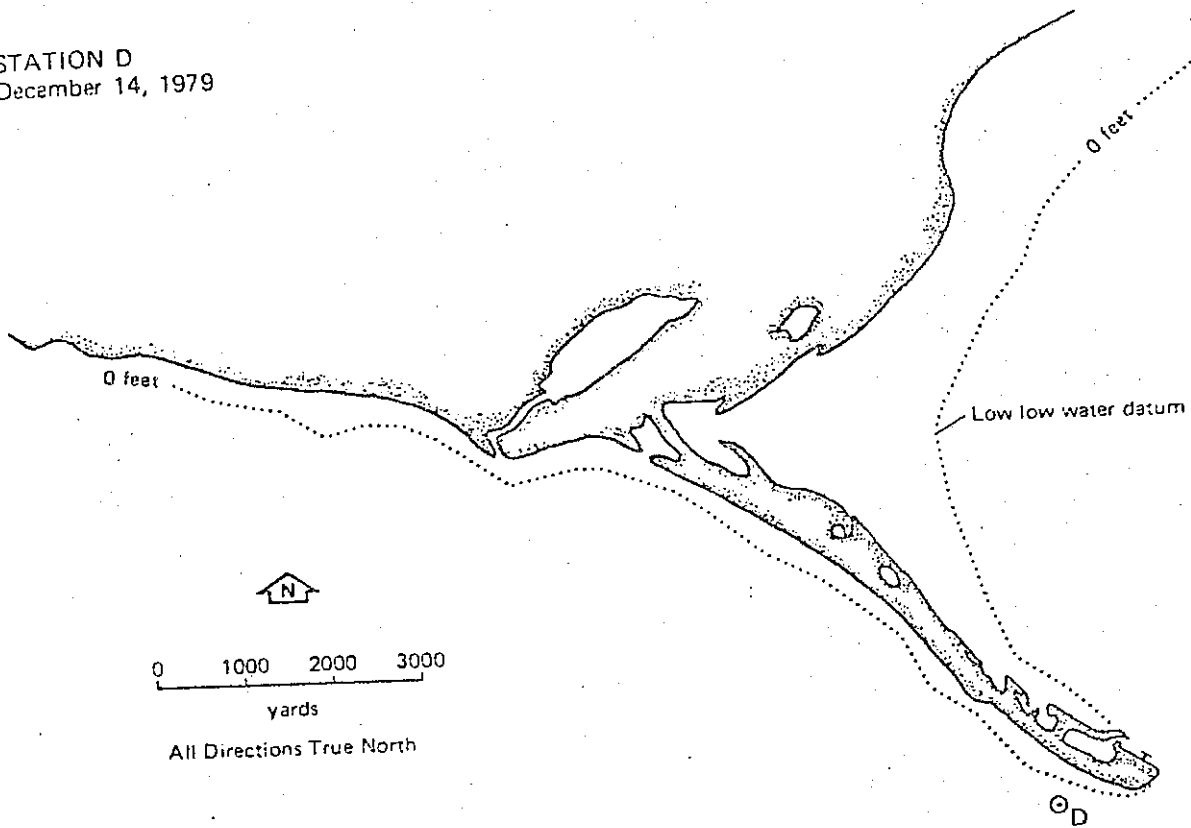 STATION D
December 14, 1979
0 feet
0 feet
Low low water datum
N
0 1000 2000 3000
yards
All Directions True North
D